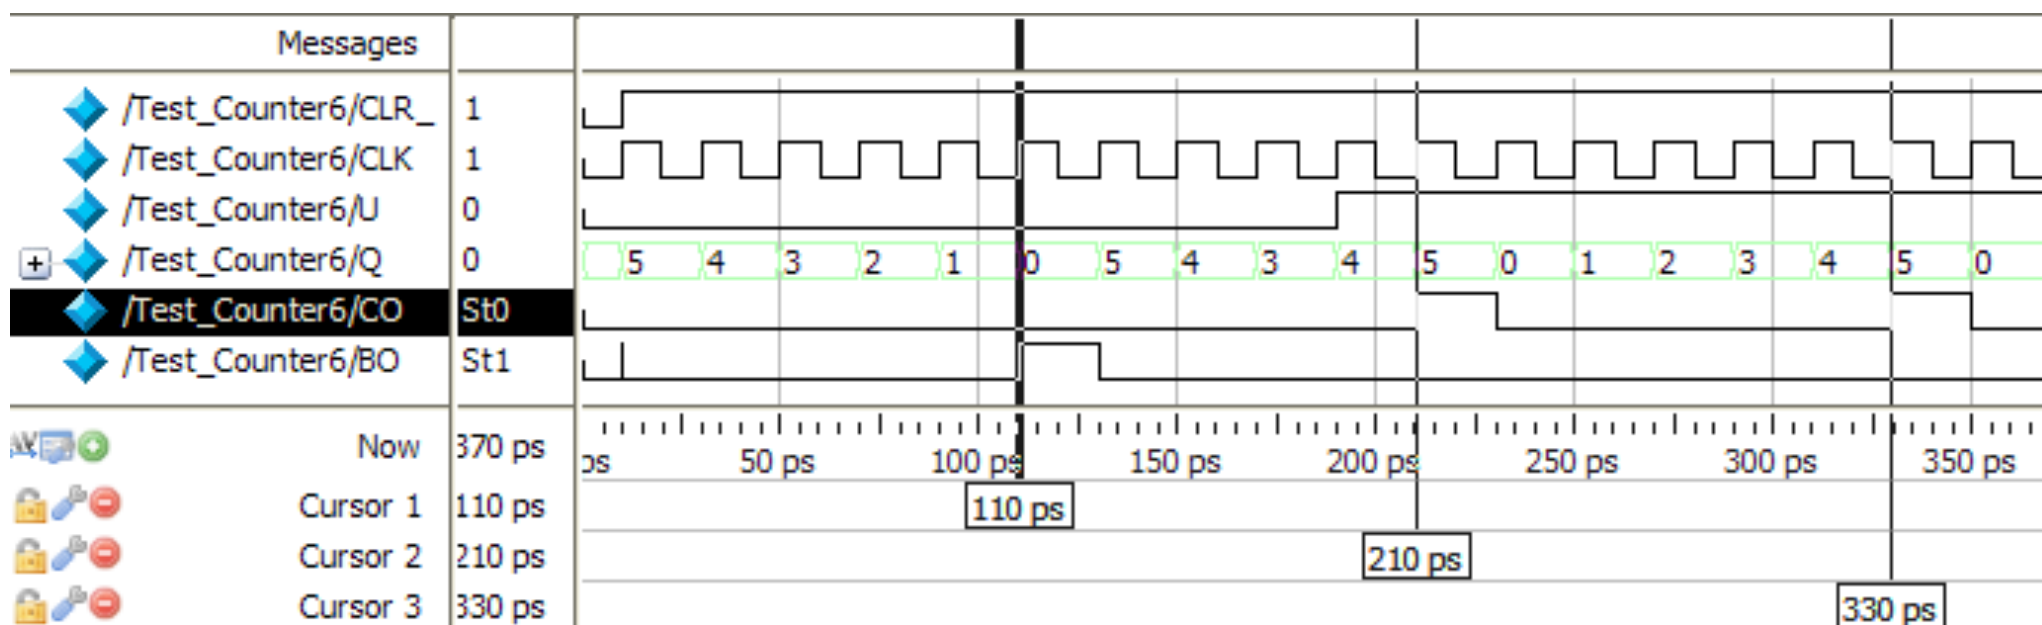 Messages
/Test_Counter6/CLR_ 1
/Test_Counter6/CLK 1
/Test_Counter6/U 0
/Test_Counter6/Q 0 5 4 3 2 1 0 5 4 3 4 5 0 1 2 3 4 5 0
/Test_Counter6/CO St0
/Test_Counter6/BO St1
Now 370 ps ps 50 ps 100 ps 150 ps 200 ps 250 ps 300 ps 350 ps
Cursor 1 110 ps 110 ps
Cursor 2 210 ps 210 ps
Cursor 3 330 ps 330 ps